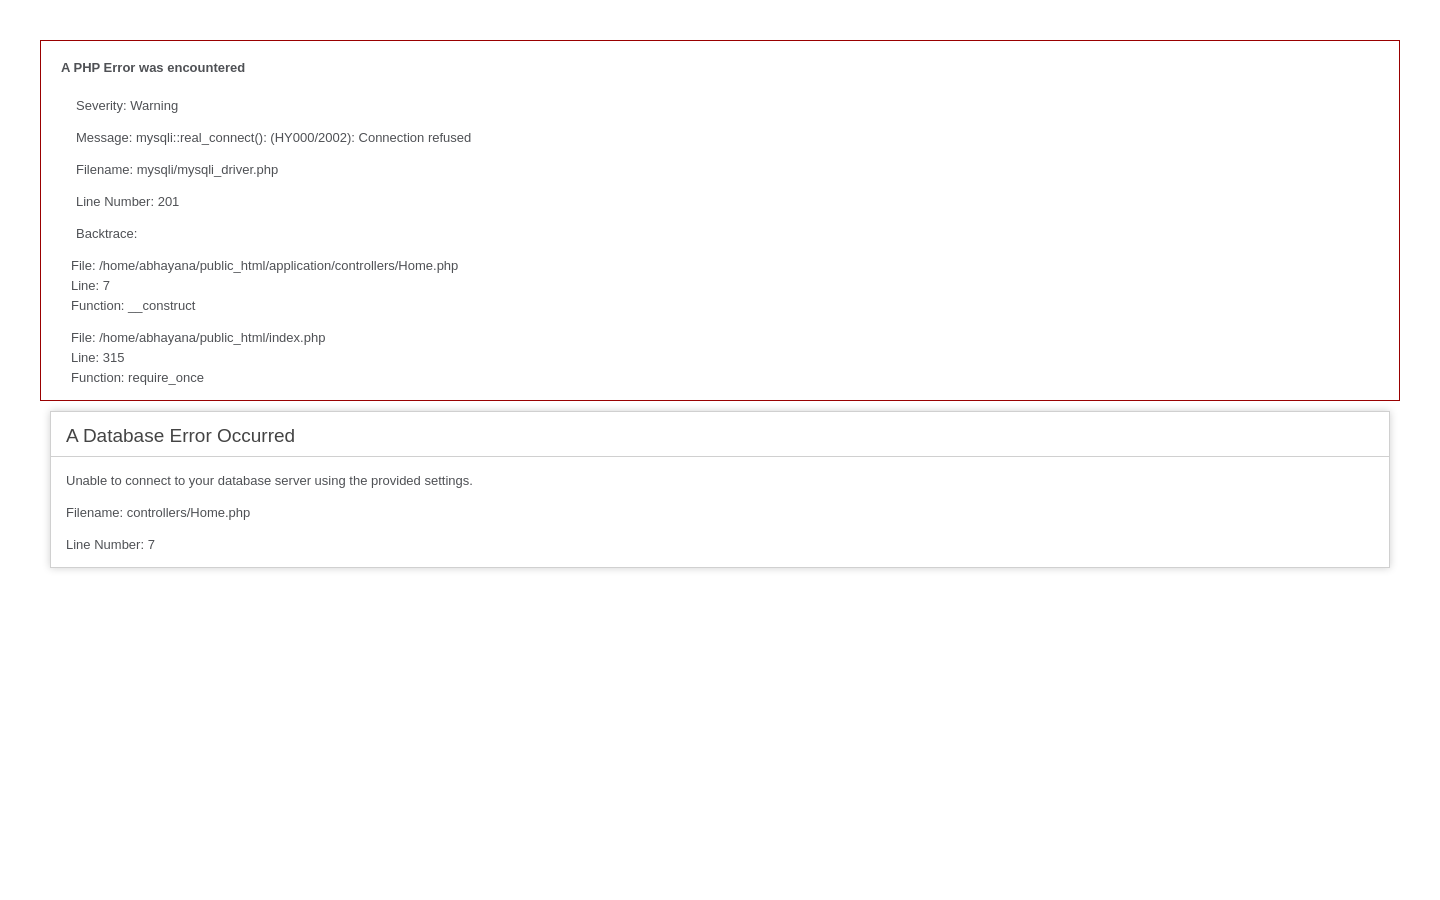 A PHP Error was encountered
Severity: Warning
Message: mysqli::real_connect(): (HY000/2002): Connection refused
Filename: mysqli/mysqli_driver.php
Line Number: 201
Backtrace:
File: /home/abhayana/public_html/application/controllers/Home.php
Line: 7
Function: __construct
File: /home/abhayana/public_html/index.php
Line: 315
Function: require_once
A Database Error Occurred
Unable to connect to your database server using the provided settings.
Filename: controllers/Home.php
Line Number: 7